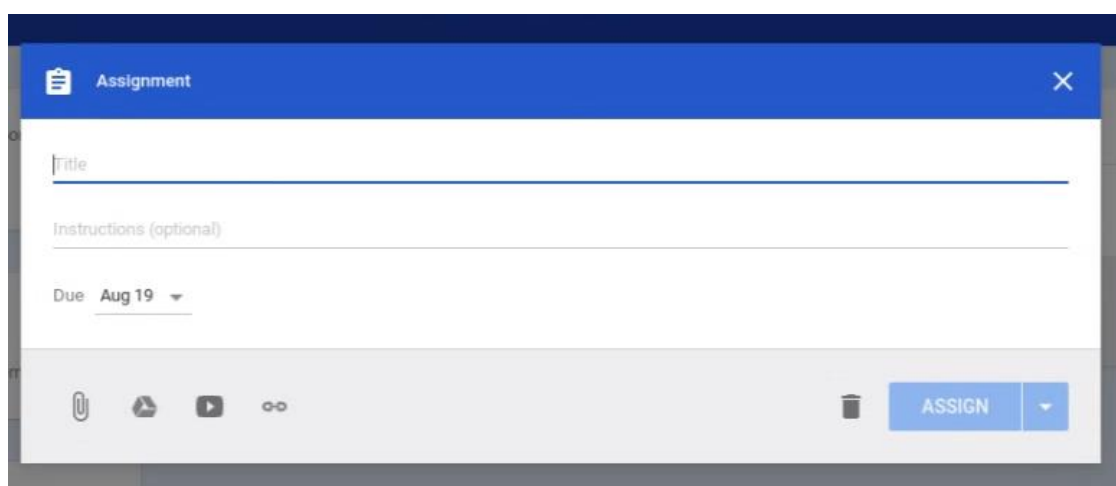 Assignment
Title
Instructions (optional)
Due Aug 19
ASSIGN